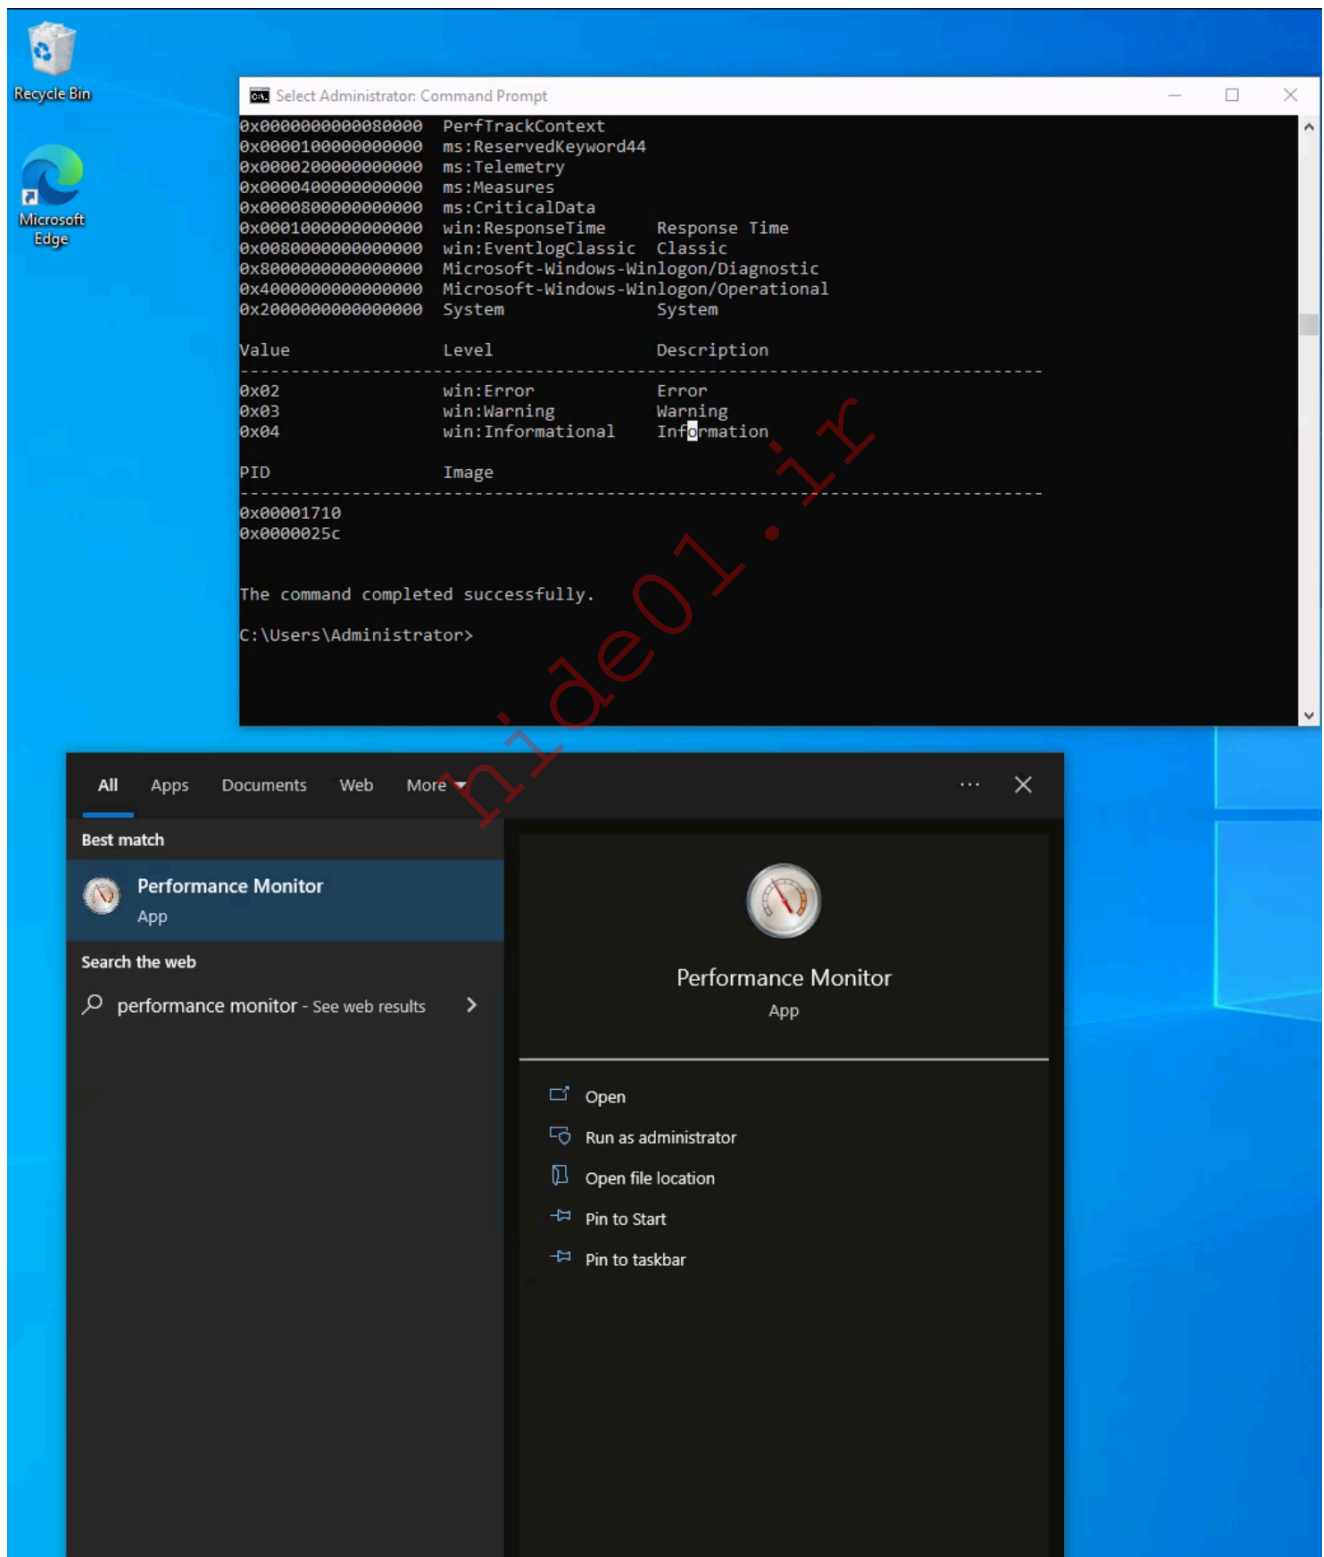 Recycle Bin
Microsoft
Edge
Select Administrator: Command Prompt
0x0000000000080000 PerfTrackContext
0x0000100000000000 ms:ReservedKeyword44
0x0000200000000000 ms:Telemetry
0x0000400000000000 ms:Measures
0x0000800000000000 ms:CriticalData
0x0001000000000000 win:ResponseTime Response Time
0x0080000000000000 win:EventlogClassic Classic
0x8000000000000000 Microsoft-Windows-Winlogon/Diagnostic
0x4000000000000000 Microsoft-Windows-Winlogon/Operational
0x2000000000000000 System System
Value Level Description
--------------------------------------------------------------------------------
0x02 win:Error Error
0x03 win:Warning Warning
0x04 win:Informational Information
PID Image
--------------------------------------------------------------------------------
0x00001710
0x0000025c
The command completed successfully.
C:\Users\Administrator>
hide01.ir
All Apps Documents Web More
Best match
Performance Monitor
App
Search the web
performance monitor - See web results
Performance Monitor
App
Open
Run as administrator
Open file location
Pin to Start
Pin to taskbar